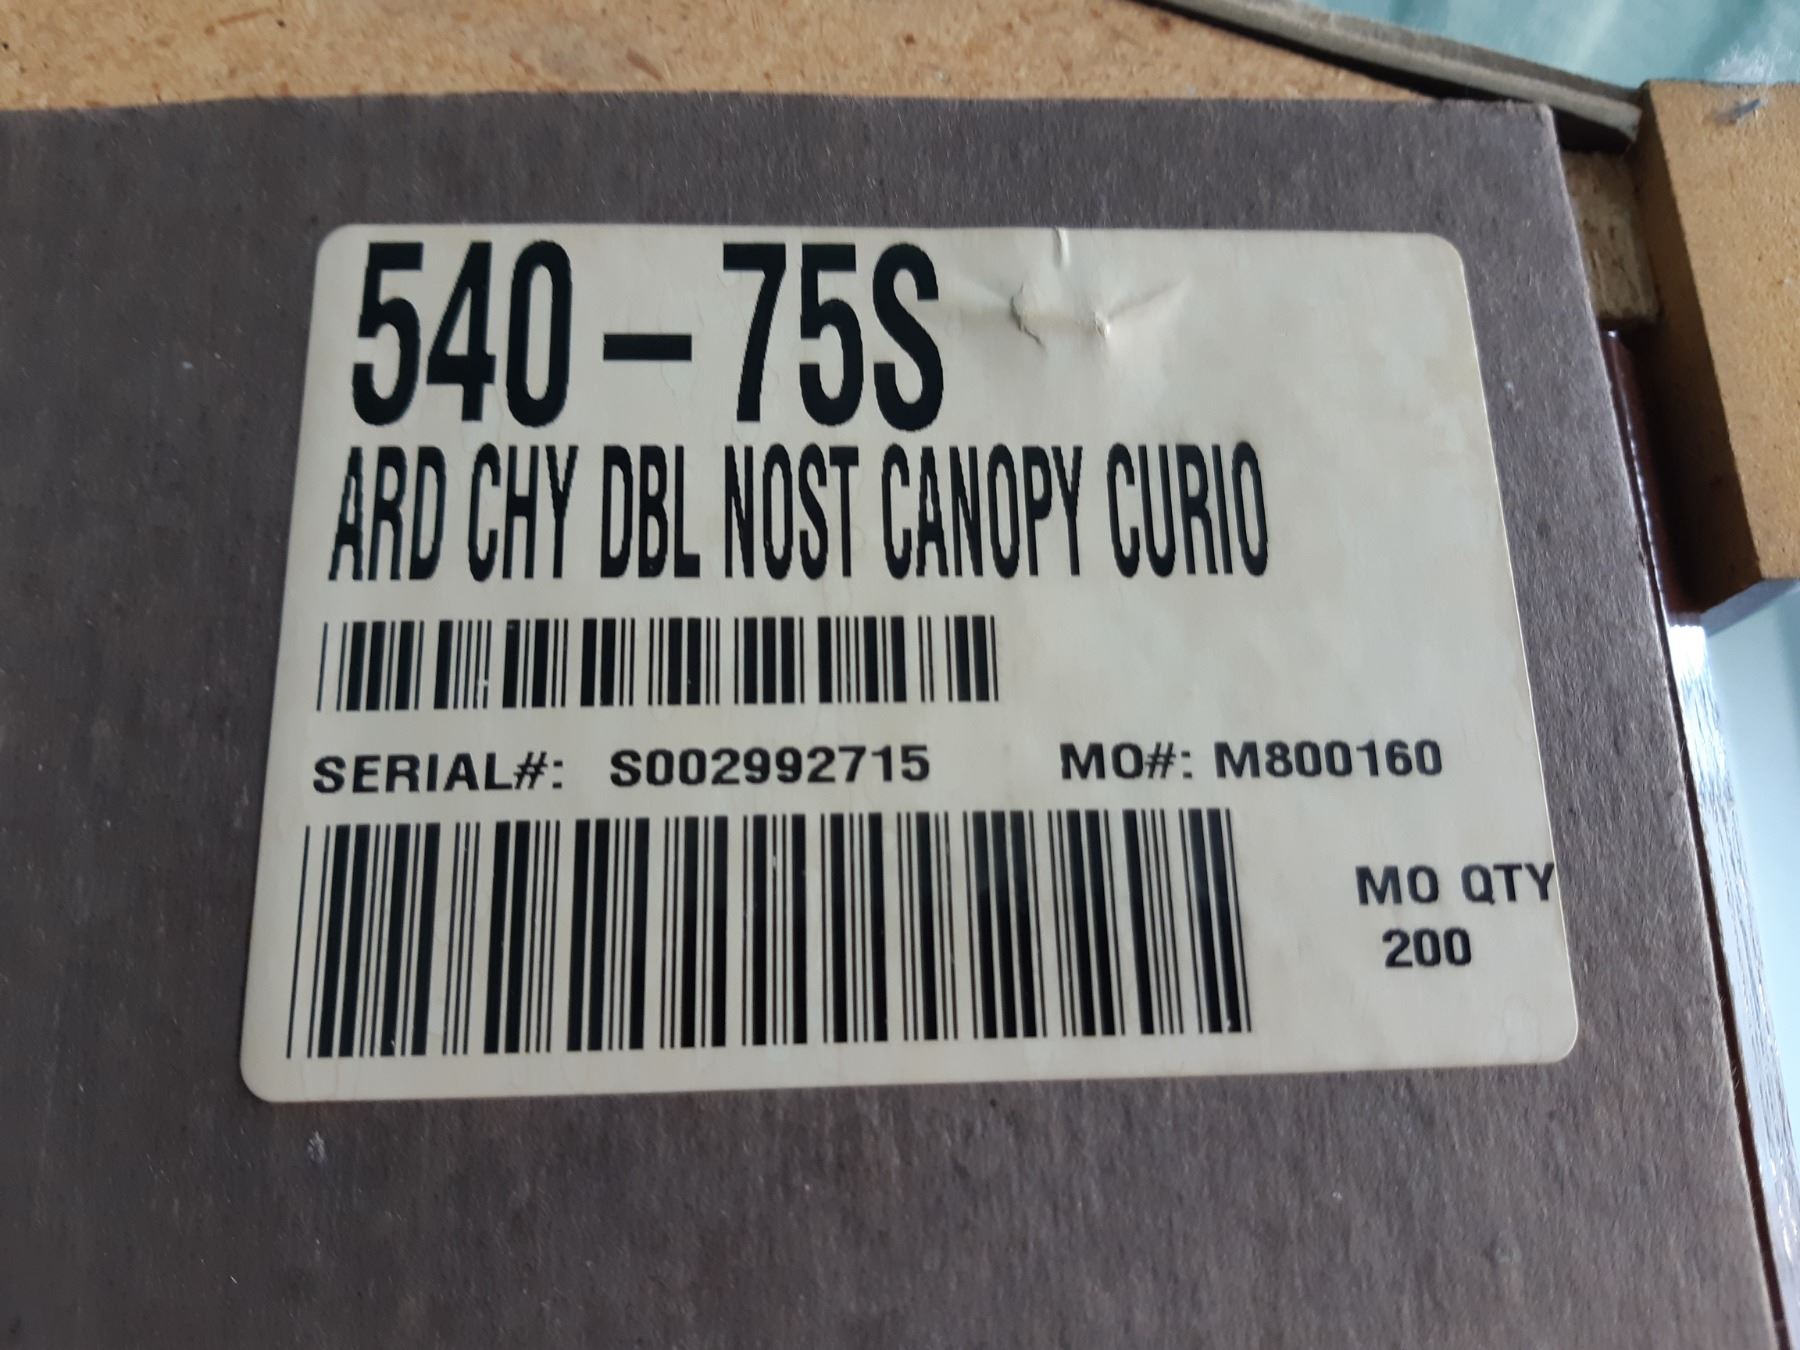 540 - 75S
ARD CHY DBL NOST CANOPY CURIO
SERIAL#: S002992715 MO#: M800160
MO QTY
200